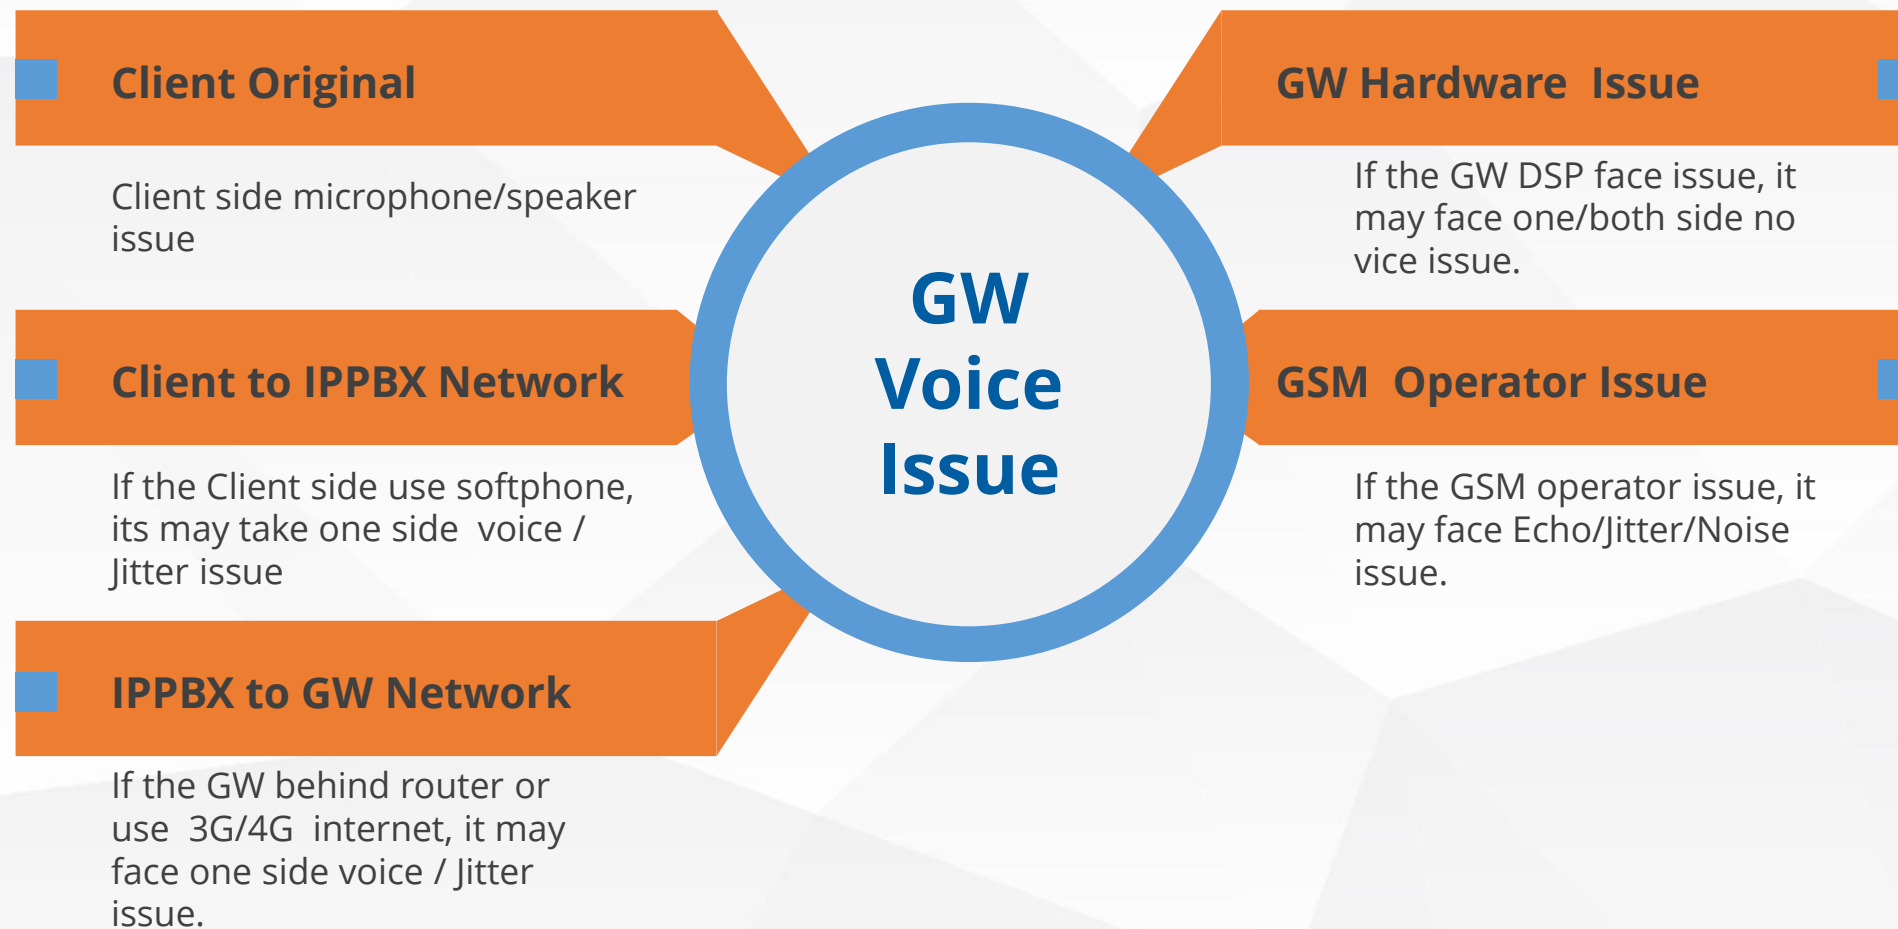 Client Original
Client side microphone/speaker
issue
Client to IPPBX Network
If the Client side use softphone,
its may take one side  voice /
Jitter issue
IPPBX to GW Network
If the GW behind router or
use  3G/4G  internet, it may
face one side voice / Jitter
issue.
GW
Voice
Issue
GW Hardware  Issue
If the GW DSP face issue, it
may face one/both side no
vice issue.
GSM  Operator Issue
If the GSM operator issue, it
may face Echo/Jitter/Noise
issue.